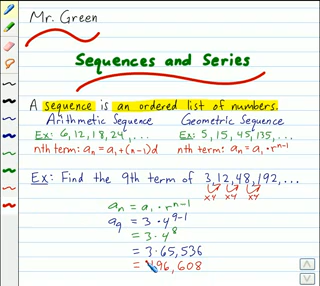 Mr. Green
Sequences and Series
A sequence is an ordered list of numbers.
Arithmetic Sequence Geometric Sequence
Ex: 6, 12, 18, 24, ... Ex: 5, 15, 45, 135, ...
nth term: aₙ = a₁ + (n-1)d nth term: aₙ = a₁ · rⁿ⁻¹
Ex: Find the 9th term of 3, 12, 48, 192, ...
x4 x4 x4
aₙ = a₁ · rⁿ⁻¹
a₉ = 3 · 4⁹⁻¹
= 3 · 4⁸
= 3 · 65,536
= 196,608